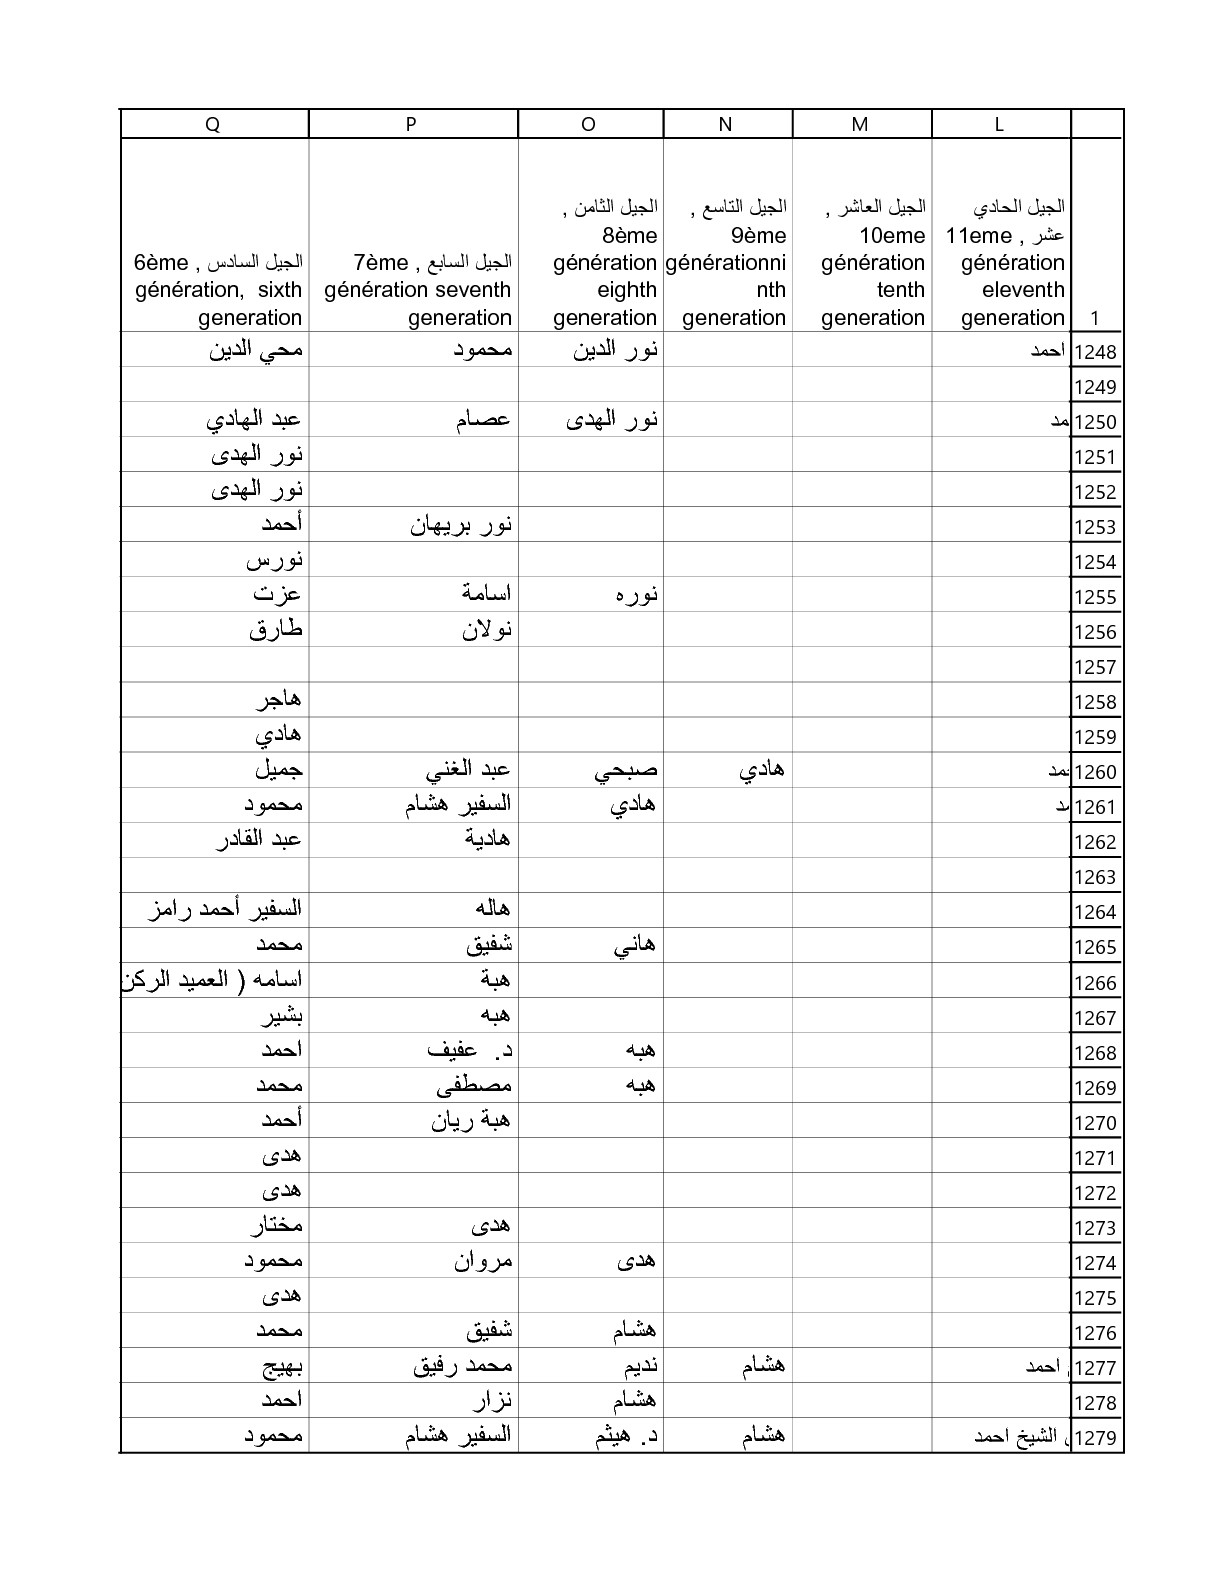 L M N O P Q
1 الجيل الحادي عشر , 11eme génération eleventh generation الجيل العاشر , 10eme génération tenth generation الجيل التاسع , 9ème générationni nth generation الجيل الثامن , 8ème génération eighth generation الجيل السابع , 7ème génération seventh generation الجيل السادس , 6ème génération, sixth generation
1248 احمد نور الدين محمود محي الدين
1249
1250 مد نور الهدى عصام عبد الهادي
1251 نور الهدى
1252 نور الهدى
1253 نور بريهان أحمد
1254 نورس
1255 نوره اسامة عزت
1256 نولان طارق
1257
1258 هاجر
1259 هادي
1260 هادي صبحي عبد الغني جميل
1261 هادي السفير هشام محمود
1262 هادية عبد القادر
1263
1264 هاله السفير أحمد رامز
1265 هاني شفيق محمد
1266 هبة اسامه ( العميد الركن
1267 هبه بشير
1268 هبه د. عفيف احمد
1269 هبه مصطفى محمد
1270 هبة ريان أحمد
1271 هدى
1272 هدى
1273 هدى مختار
1274 هدى مروان محمود
1275 هدى
1276 هشام شفيق محمد
1277 احمد هشام نديم محمد رفيق بهيج
1278 هشام نزار احمد
1279 الشيخ احمد هشام د. هيثم السفير هشام محمود